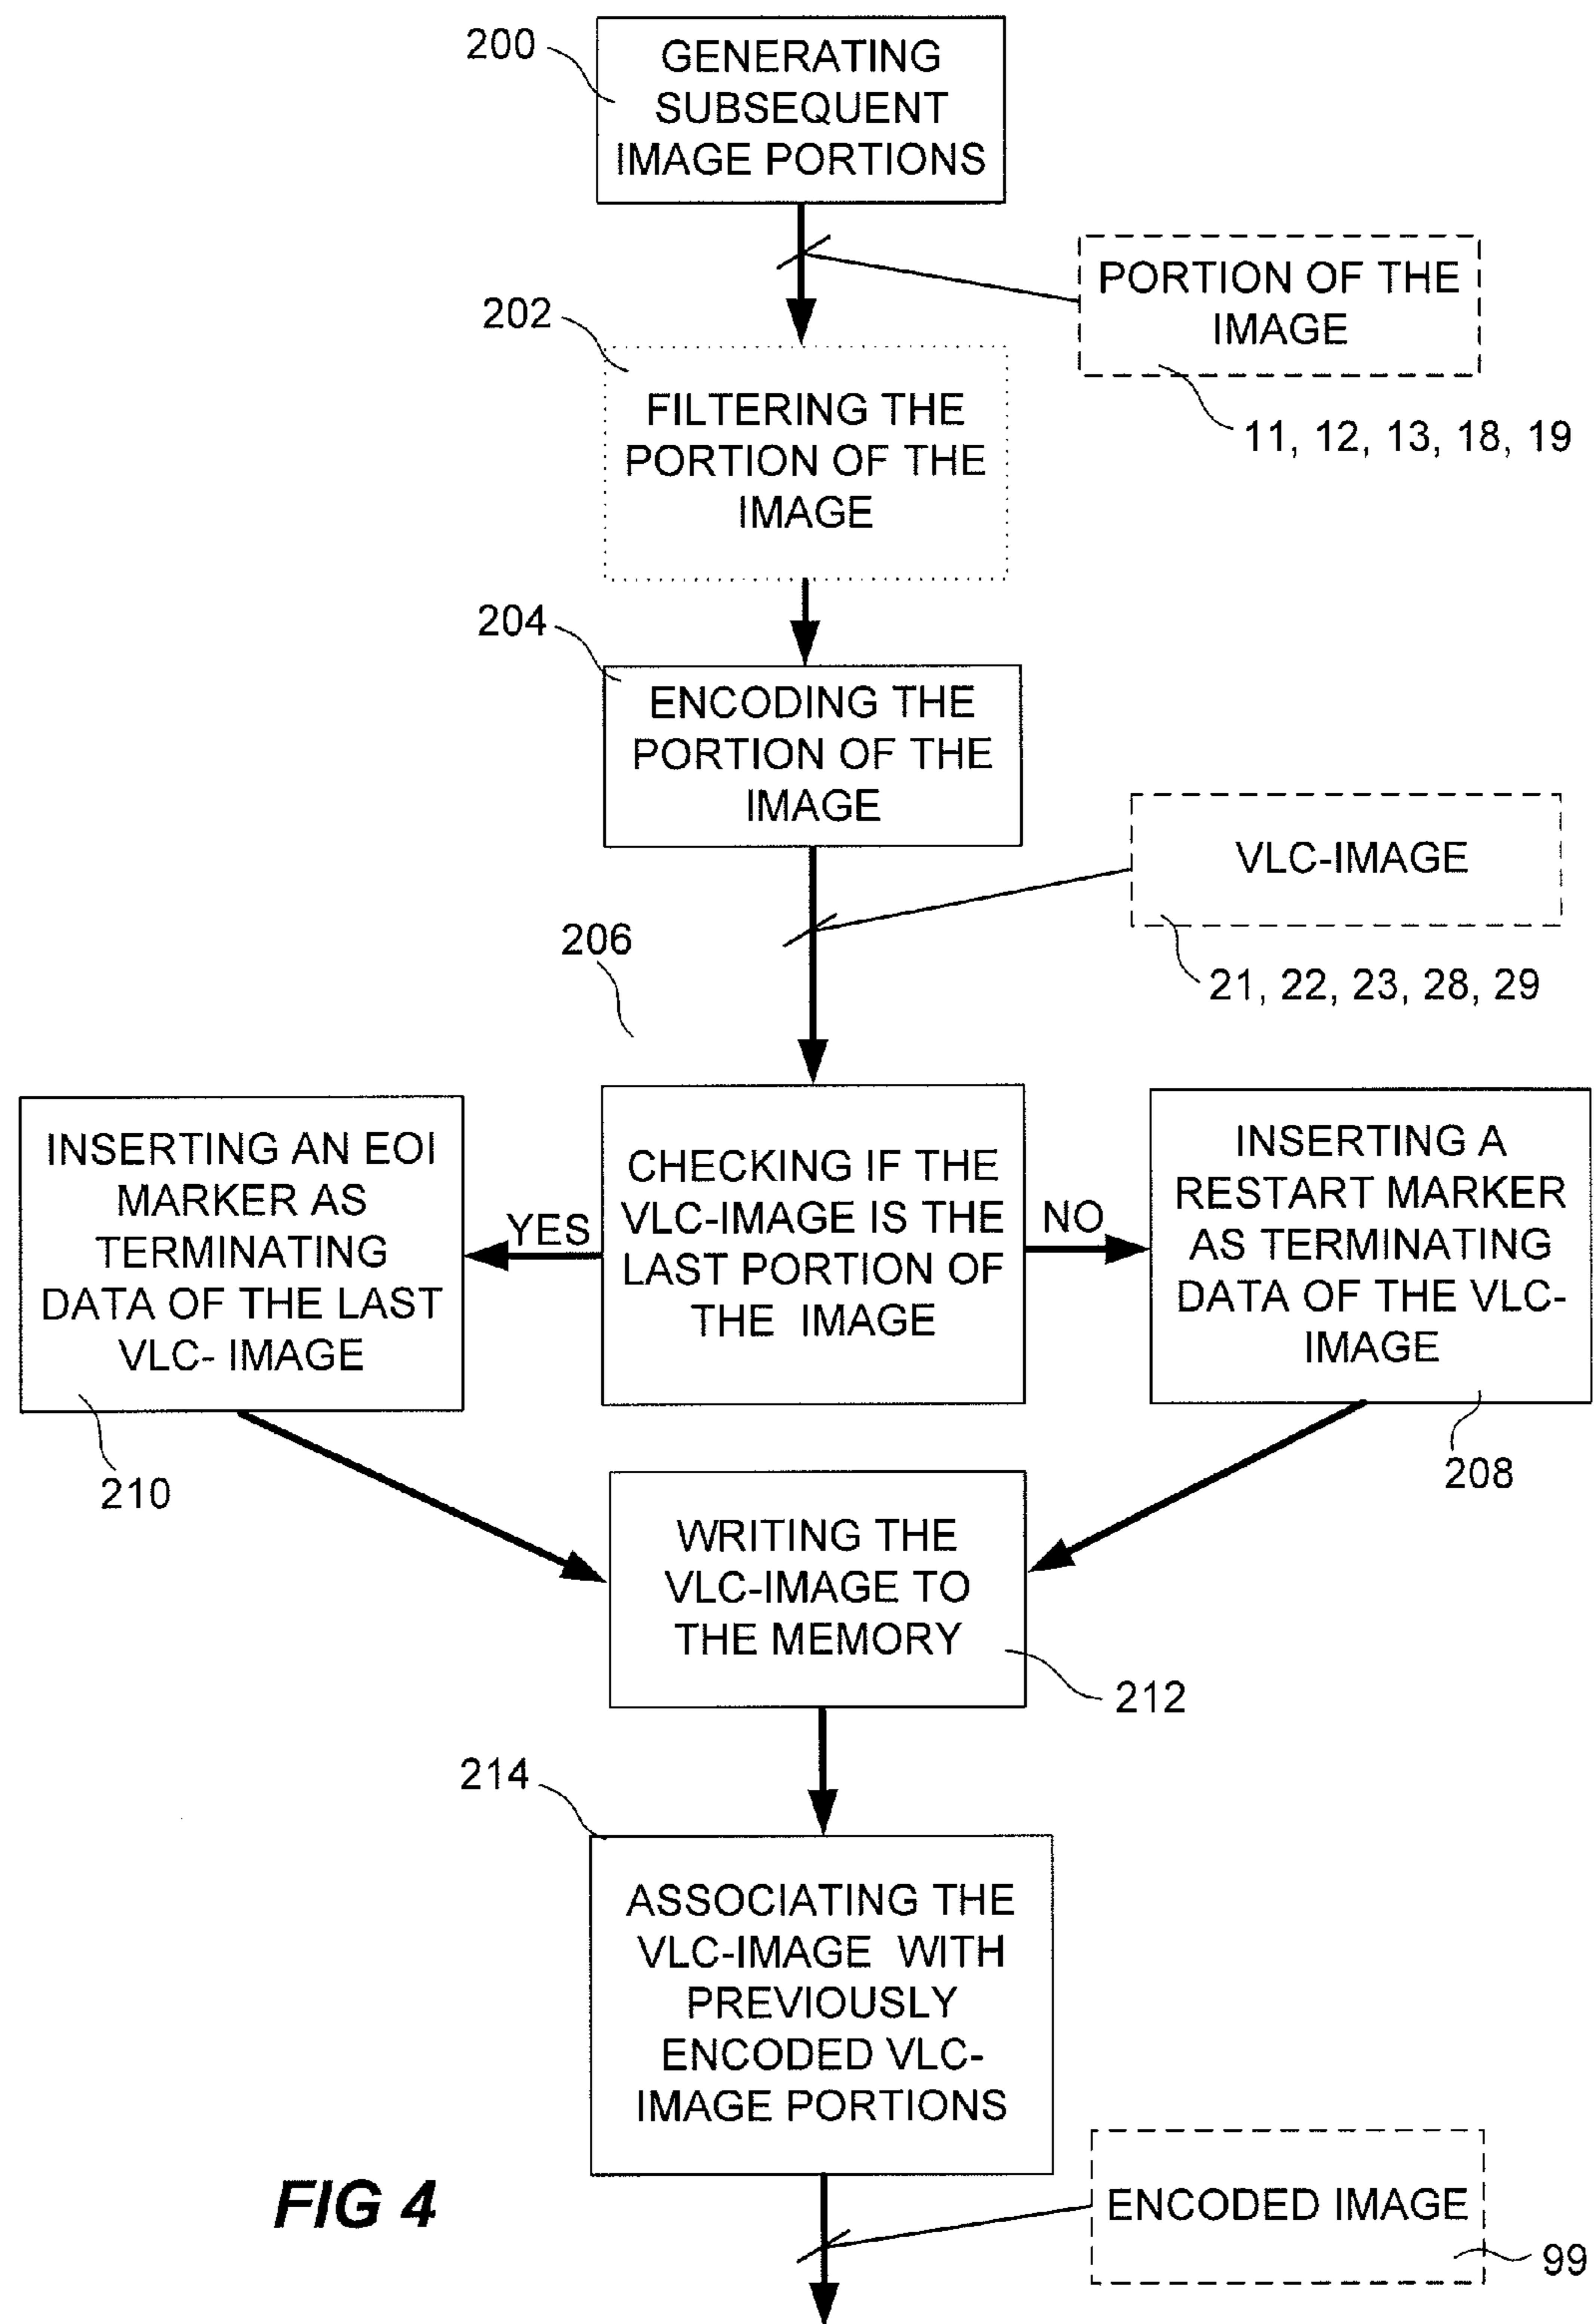 200
GENERATING
SUBSEQUENT
IMAGE PORTIONS
PORTION OF THE
IMAGE
11, 12, 13, 18, 19
202
FILTERING THE
PORTION OF THE
IMAGE
204
ENCODING THE
PORTION OF THE
IMAGE
VLC-IMAGE
21, 22, 23, 28, 29
206
INSERTING AN EOI
MARKER AS
TERMINATING
DATA OF THE LAST
VLC- IMAGE
210
YES
CHECKING IF THE
VLC-IMAGE IS THE
LAST PORTION OF
THE IMAGE
NO
INSERTING A
RESTART MARKER
AS TERMINATING
DATA OF THE VLC-
IMAGE
208
WRITING THE
VLC-IMAGE TO
THE MEMORY
212
214
ASSOCIATING THE
VLC-IMAGE WITH
PREVIOUSLY
ENCODED VLC-
IMAGE PORTIONS
ENCODED IMAGE
99
FIG 4